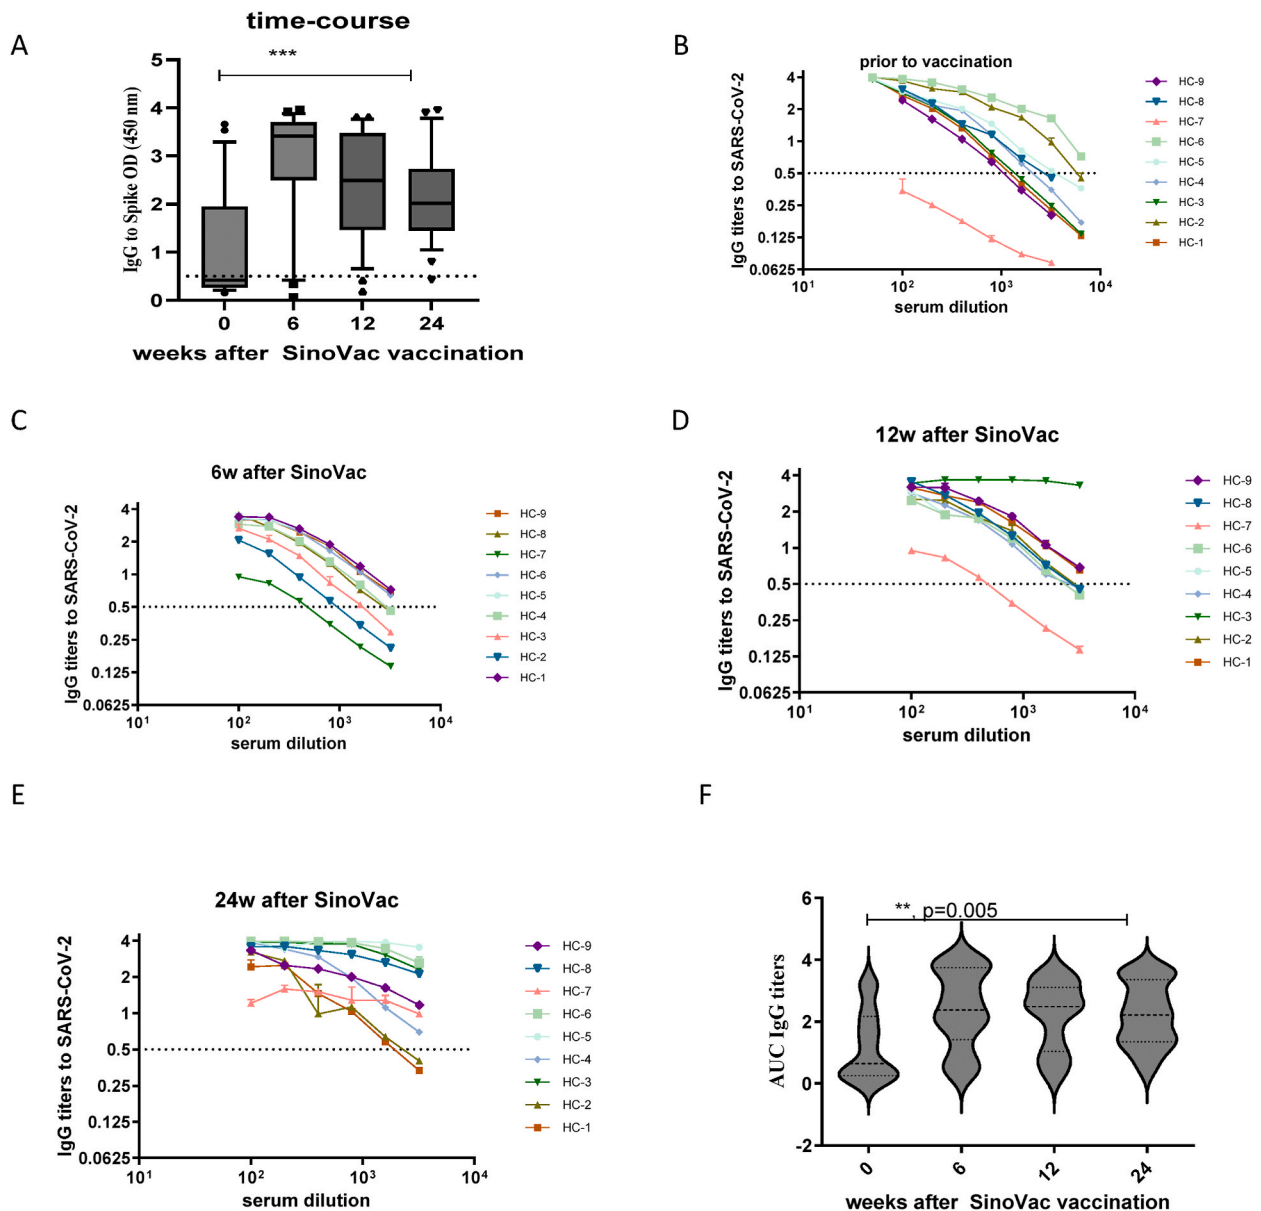 A
time-course
***
5
4
3
2
1
0
IgG to Spike OD (450 nm)
0 6 12 24
weeks after SinoVac vaccination
B
prior to vaccination
4
2
1
0.5
0.25
0.125
0.0625
IgG titers to SARS-CoV-2
10¹ 10² 10³ 10⁴
serum dilution
HC-9
HC-8
HC-7
HC-6
HC-5
HC-4
HC-3
HC-2
HC-1
C
6w after SinoVac
4
2
1
0.5
0.25
0.125
0.0625
IgG titers to SARS-CoV-2
10¹ 10² 10³ 10⁴
serum dilution
HC-9
HC-8
HC-7
HC-6
HC-5
HC-4
HC-3
HC-2
HC-1
D
12w after SinoVac
4
2
1
0.5
0.25
0.125
0.0625
IgG titers to SARS-CoV-2
10¹ 10² 10³ 10⁴
serum dilution
HC-9
HC-8
HC-7
HC-6
HC-5
HC-4
HC-3
HC-2
HC-1
E
24w after SinoVac
4
2
1
0.5
0.25
0.125
0.0625
IgG titers to SARS-CoV-2
10¹ 10² 10³ 10⁴
serum dilution
HC-9
HC-8
HC-7
HC-6
HC-5
HC-4
HC-3
HC-2
HC-1
F
**, p=0.005
6
4
2
0
-2
AUC IgG titers
0 6 12 24
weeks after SinoVac vaccination